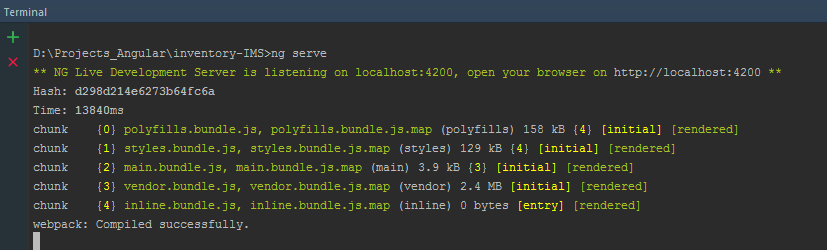 Terminal
D:\Projects_Angular\inventory-IMS>ng serve
** NG Live Development Server is listening on localhost:4200, open your browser on http://localhost:4200 **
Hash: d298d214e6273b64fc6a
Time: 13840ms
chunk    {0} polyfills.bundle.js, polyfills.bundle.js.map (polyfills) 158 kB {4} [initial] [rendered]
chunk    {1} styles.bundle.js, styles.bundle.js.map (styles) 129 kB {4} [initial] [rendered]
chunk    {2} main.bundle.js, main.bundle.js.map (main) 3.9 kB {3} [initial] [rendered]
chunk    {3} vendor.bundle.js, vendor.bundle.js.map (vendor) 2.4 MB [initial] [rendered]
chunk    {4} inline.bundle.js, inline.bundle.js.map (inline) 0 bytes [entry] [rendered]
webpack: Compiled successfully.